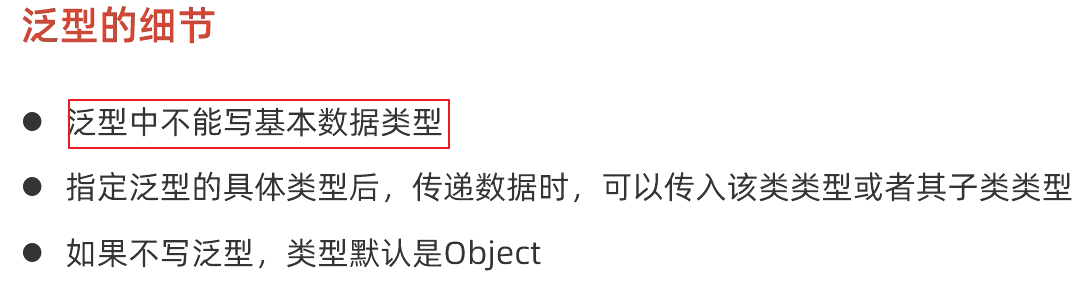 泛型的细节
● 泛型中不能写基本数据类型
● 指定泛型的具体类型后，传递数据时，可以传入该类类型或者其子类类型
● 如果不写泛型，类型默认是Object